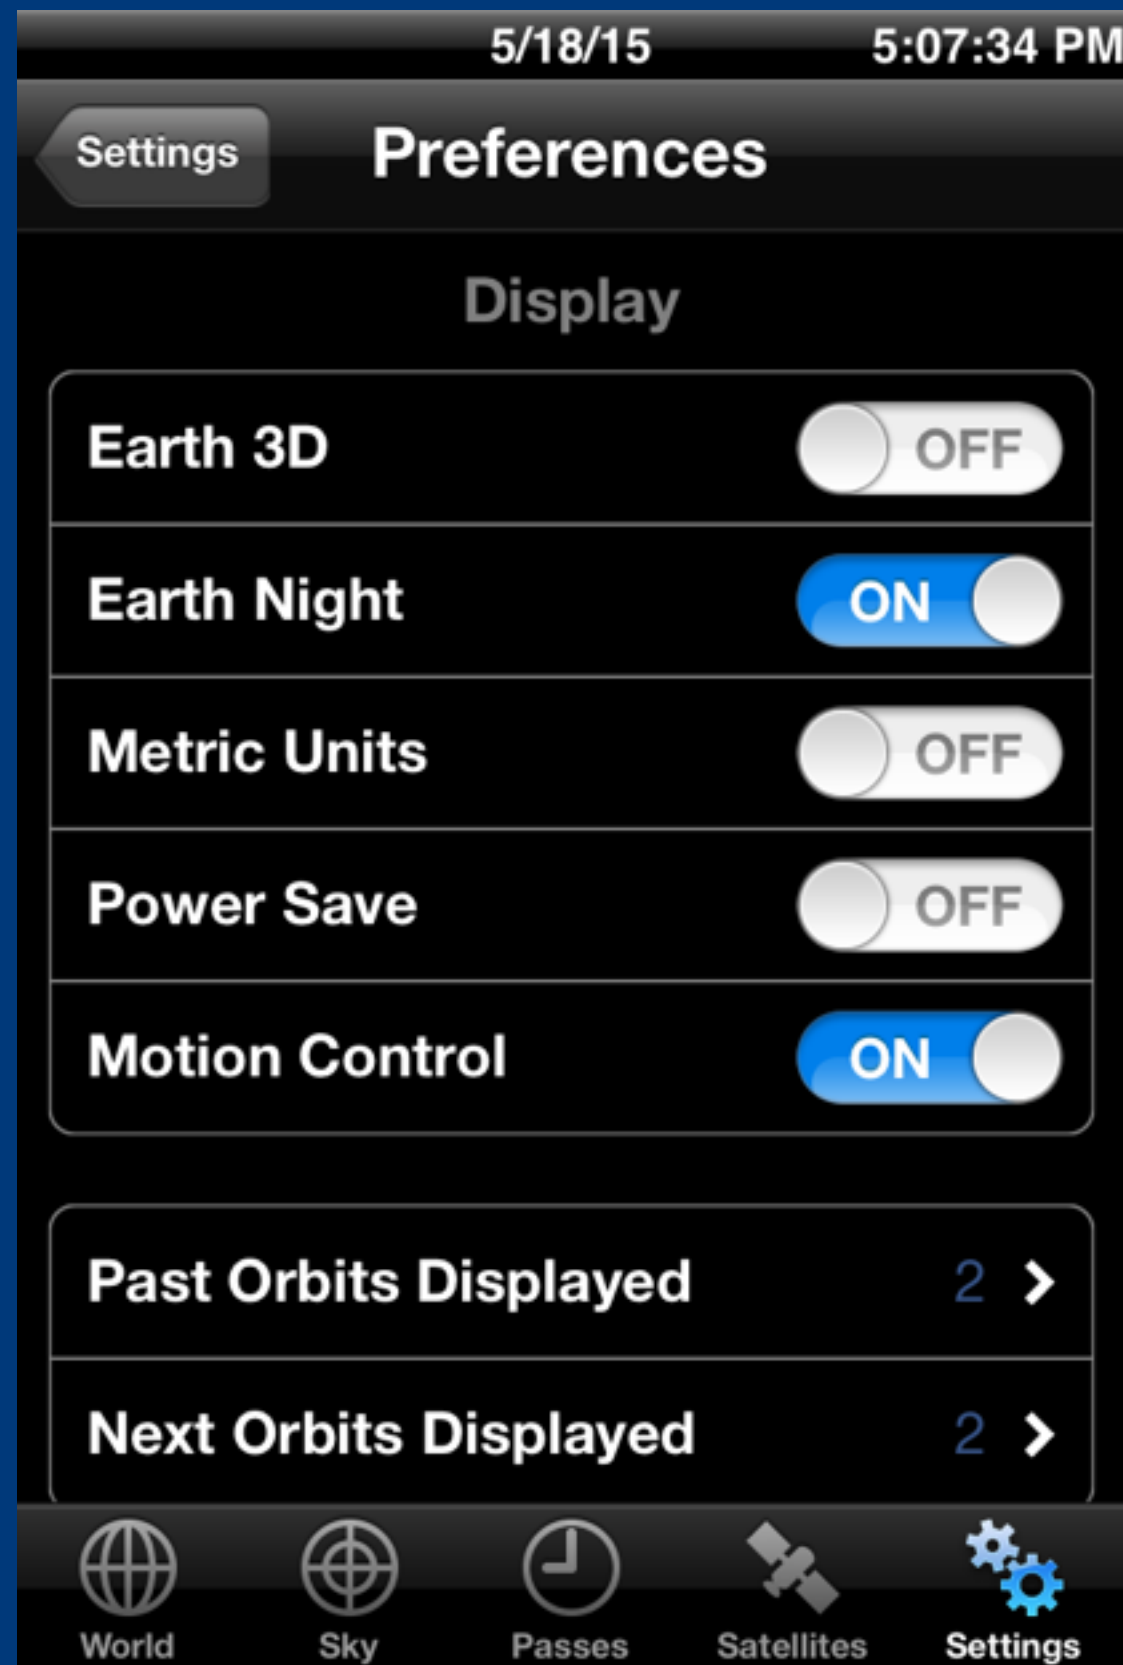 5/18/15 5:07:34 PM
Settings Preferences
Display
Earth 3D OFF
Earth Night ON
Metric Units OFF
Power Save OFF
Motion Control ON
Past Orbits Displayed 2
Next Orbits Displayed 2
World Sky Passes Satellites Settings